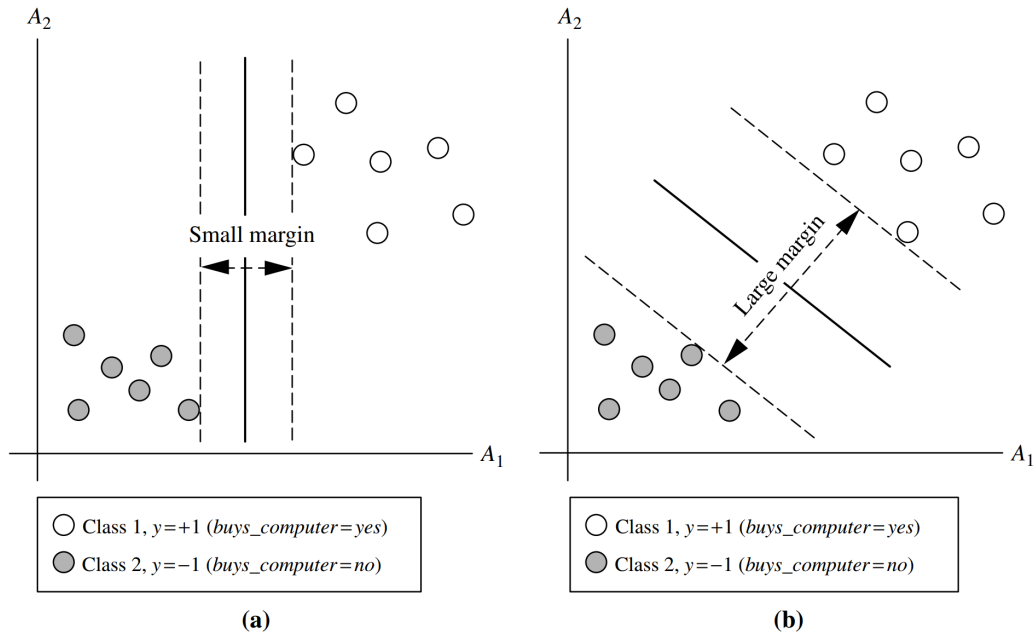 A₂
Small margin
A₁
Class 1, y=+1 (buys_computer=yes)
Class 2, y=−1 (buys_computer=no)
(a)
A₂
Large margin
A₁
Class 1, y=+1 (buys_computer=yes)
Class 2, y=−1 (buys_computer=no)
(b)